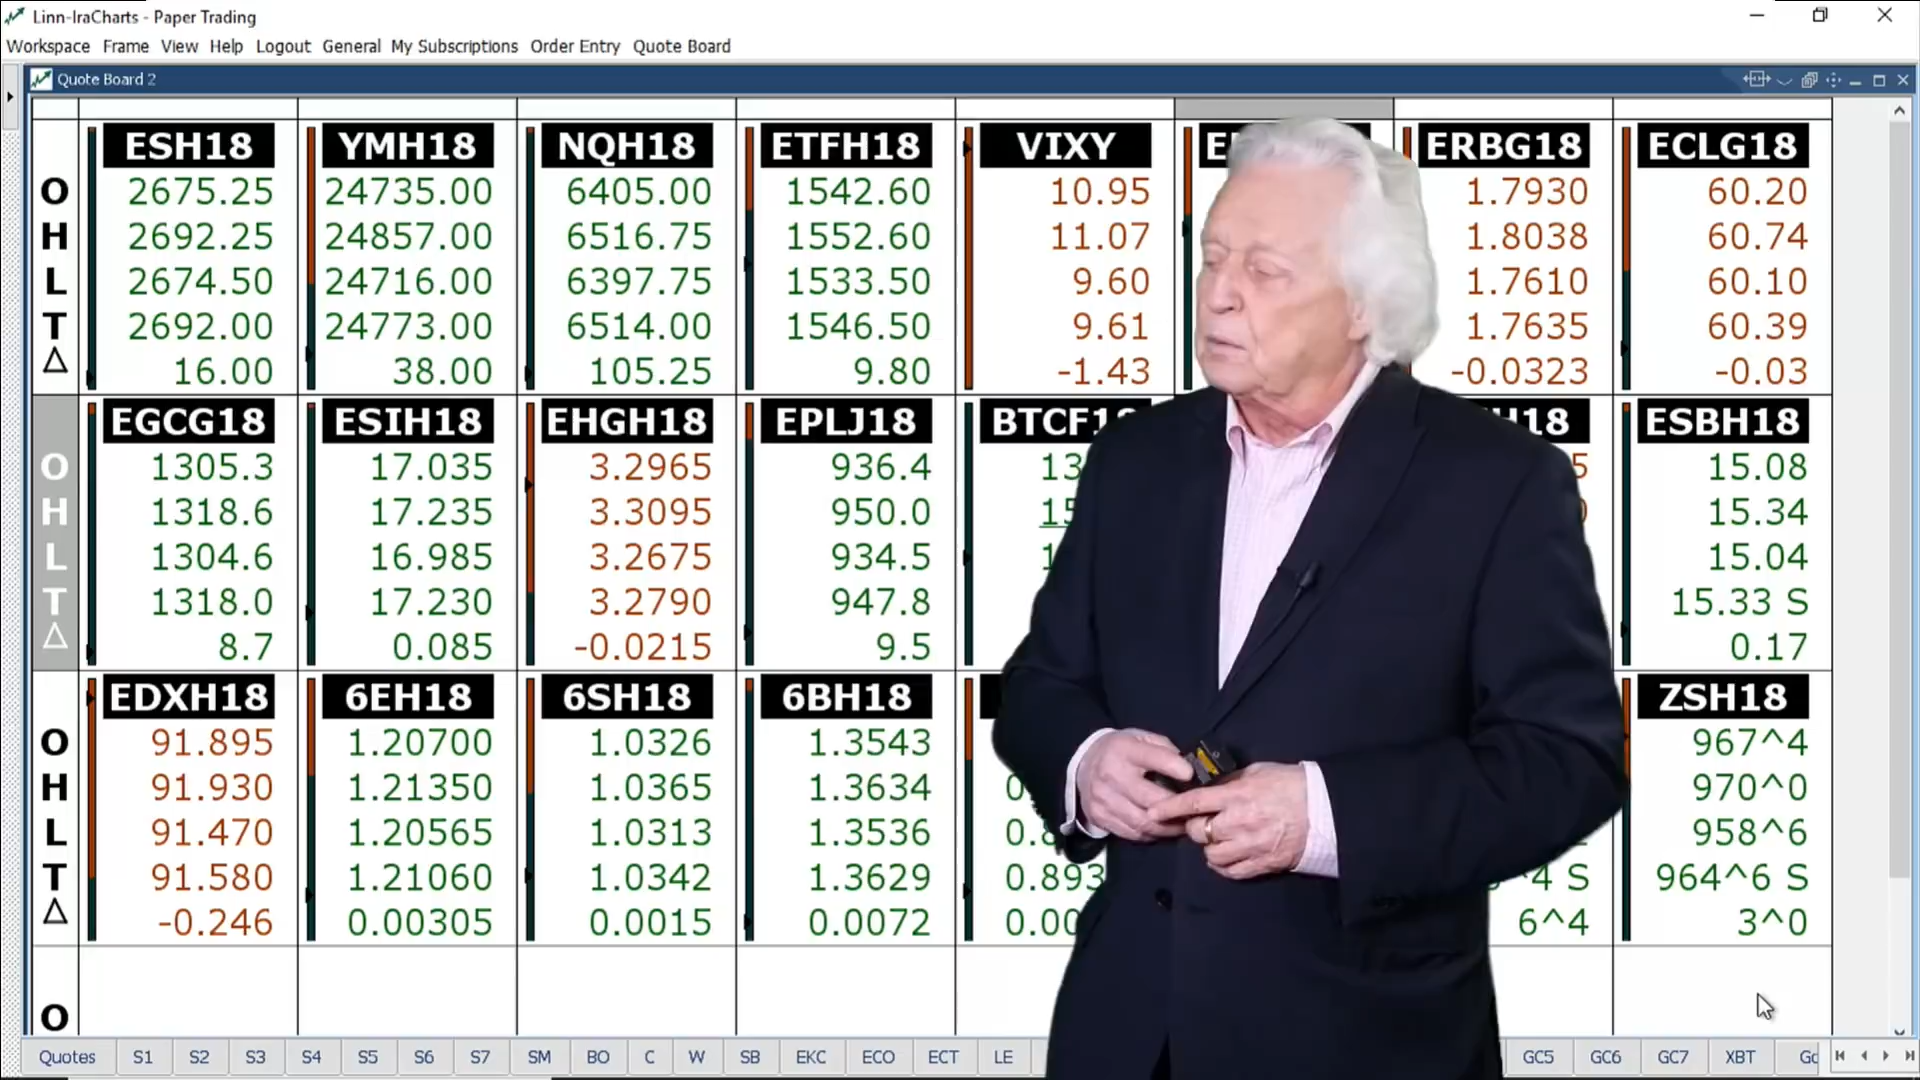 Linn-IraCharts - Paper Trading
Workspace Frame View Help Logout General My Subscriptions Order Entry Quote Board
Quote Board 2
ESH18 YMH18 NQH18 ETFH18 VIXY ERBG18 ECLG18
O 2675.25 24735.00 6405.00 1542.60 10.95 1.7930 60.20
H 2692.25 24857.00 6516.75 1552.60 11.07 1.8038 60.74
L 2674.50 24716.00 6397.75 1533.50 9.60 1.7610 60.10
T 2692.00 24773.00 6514.00 1546.50 9.61 1.7635 60.39
Δ 16.00 38.00 105.25 9.80 -1.43 -0.0323 -0.03
EGCG18 ESIH18 EHGH18 EPLJ18 ESBH18
O 1305.3 17.035 3.2965 936.4 15.08
H 1318.6 17.235 3.3095 950.0 15.34
L 1304.6 16.985 3.2675 934.5 15.04
T 1318.0 17.230 3.2790 947.8 15.33 S
Δ 8.7 0.085 -0.0215 9.5 0.17
EDXH18 6EH18 6SH18 6BH18 ZSH18
O 91.895 1.20700 1.0326 1.3543 967^4
H 91.930 1.21350 1.0365 1.3634 970^0
L 91.470 1.20565 1.0313 1.3536 958^6
T 91.580 1.21060 1.0342 1.3629 964^6 S
Δ -0.246 0.00305 0.0015 0.0072 6^4 3^0
O
Quotes S1 S2 S3 S4 S5 S6 S7 SM BO C W SB EKC ECO ECT LE GC5 GC6 GC7 XBT